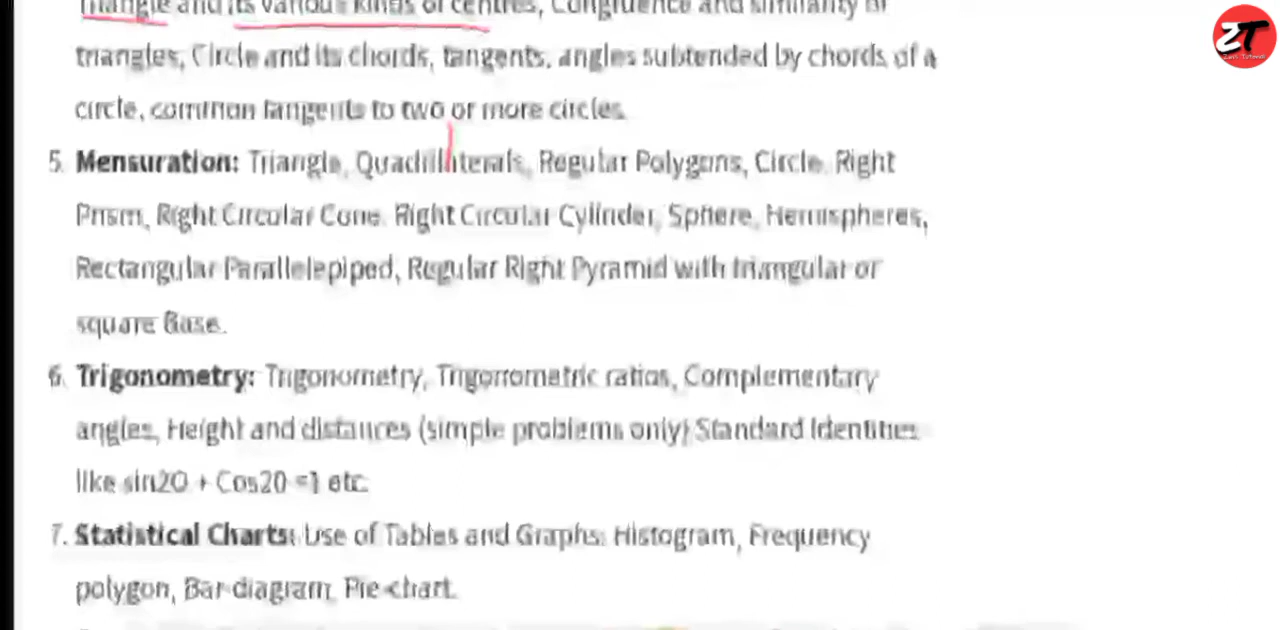 Triangle and its various kinds of centres, Congruence and similarity of
triangles, Circle and its chords, tangents, angles subtended by chords of a
circle, common tangents to two or more circles.
5. Mensuration: Triangle, Quadrilaterals, Regular Polygons, Circle, Right
Prism, Right Circular Cone, Right Circular Cylinder, Sphere, Hemispheres,
Rectangular Parallelepiped, Regular Right Pyramid with triangular or
square Base.
6. Trigonometry: Trigonometry, Trigonometric ratios, Complementary
angles, Height and distances (simple problems only) Standard Identities
like sin20 + Cos20 =1 etc.
7. Statistical Charts: Use of Tables and Graphs: Histogram, Frequency
polygon, Bar-diagram, Pie-chart.
ZT